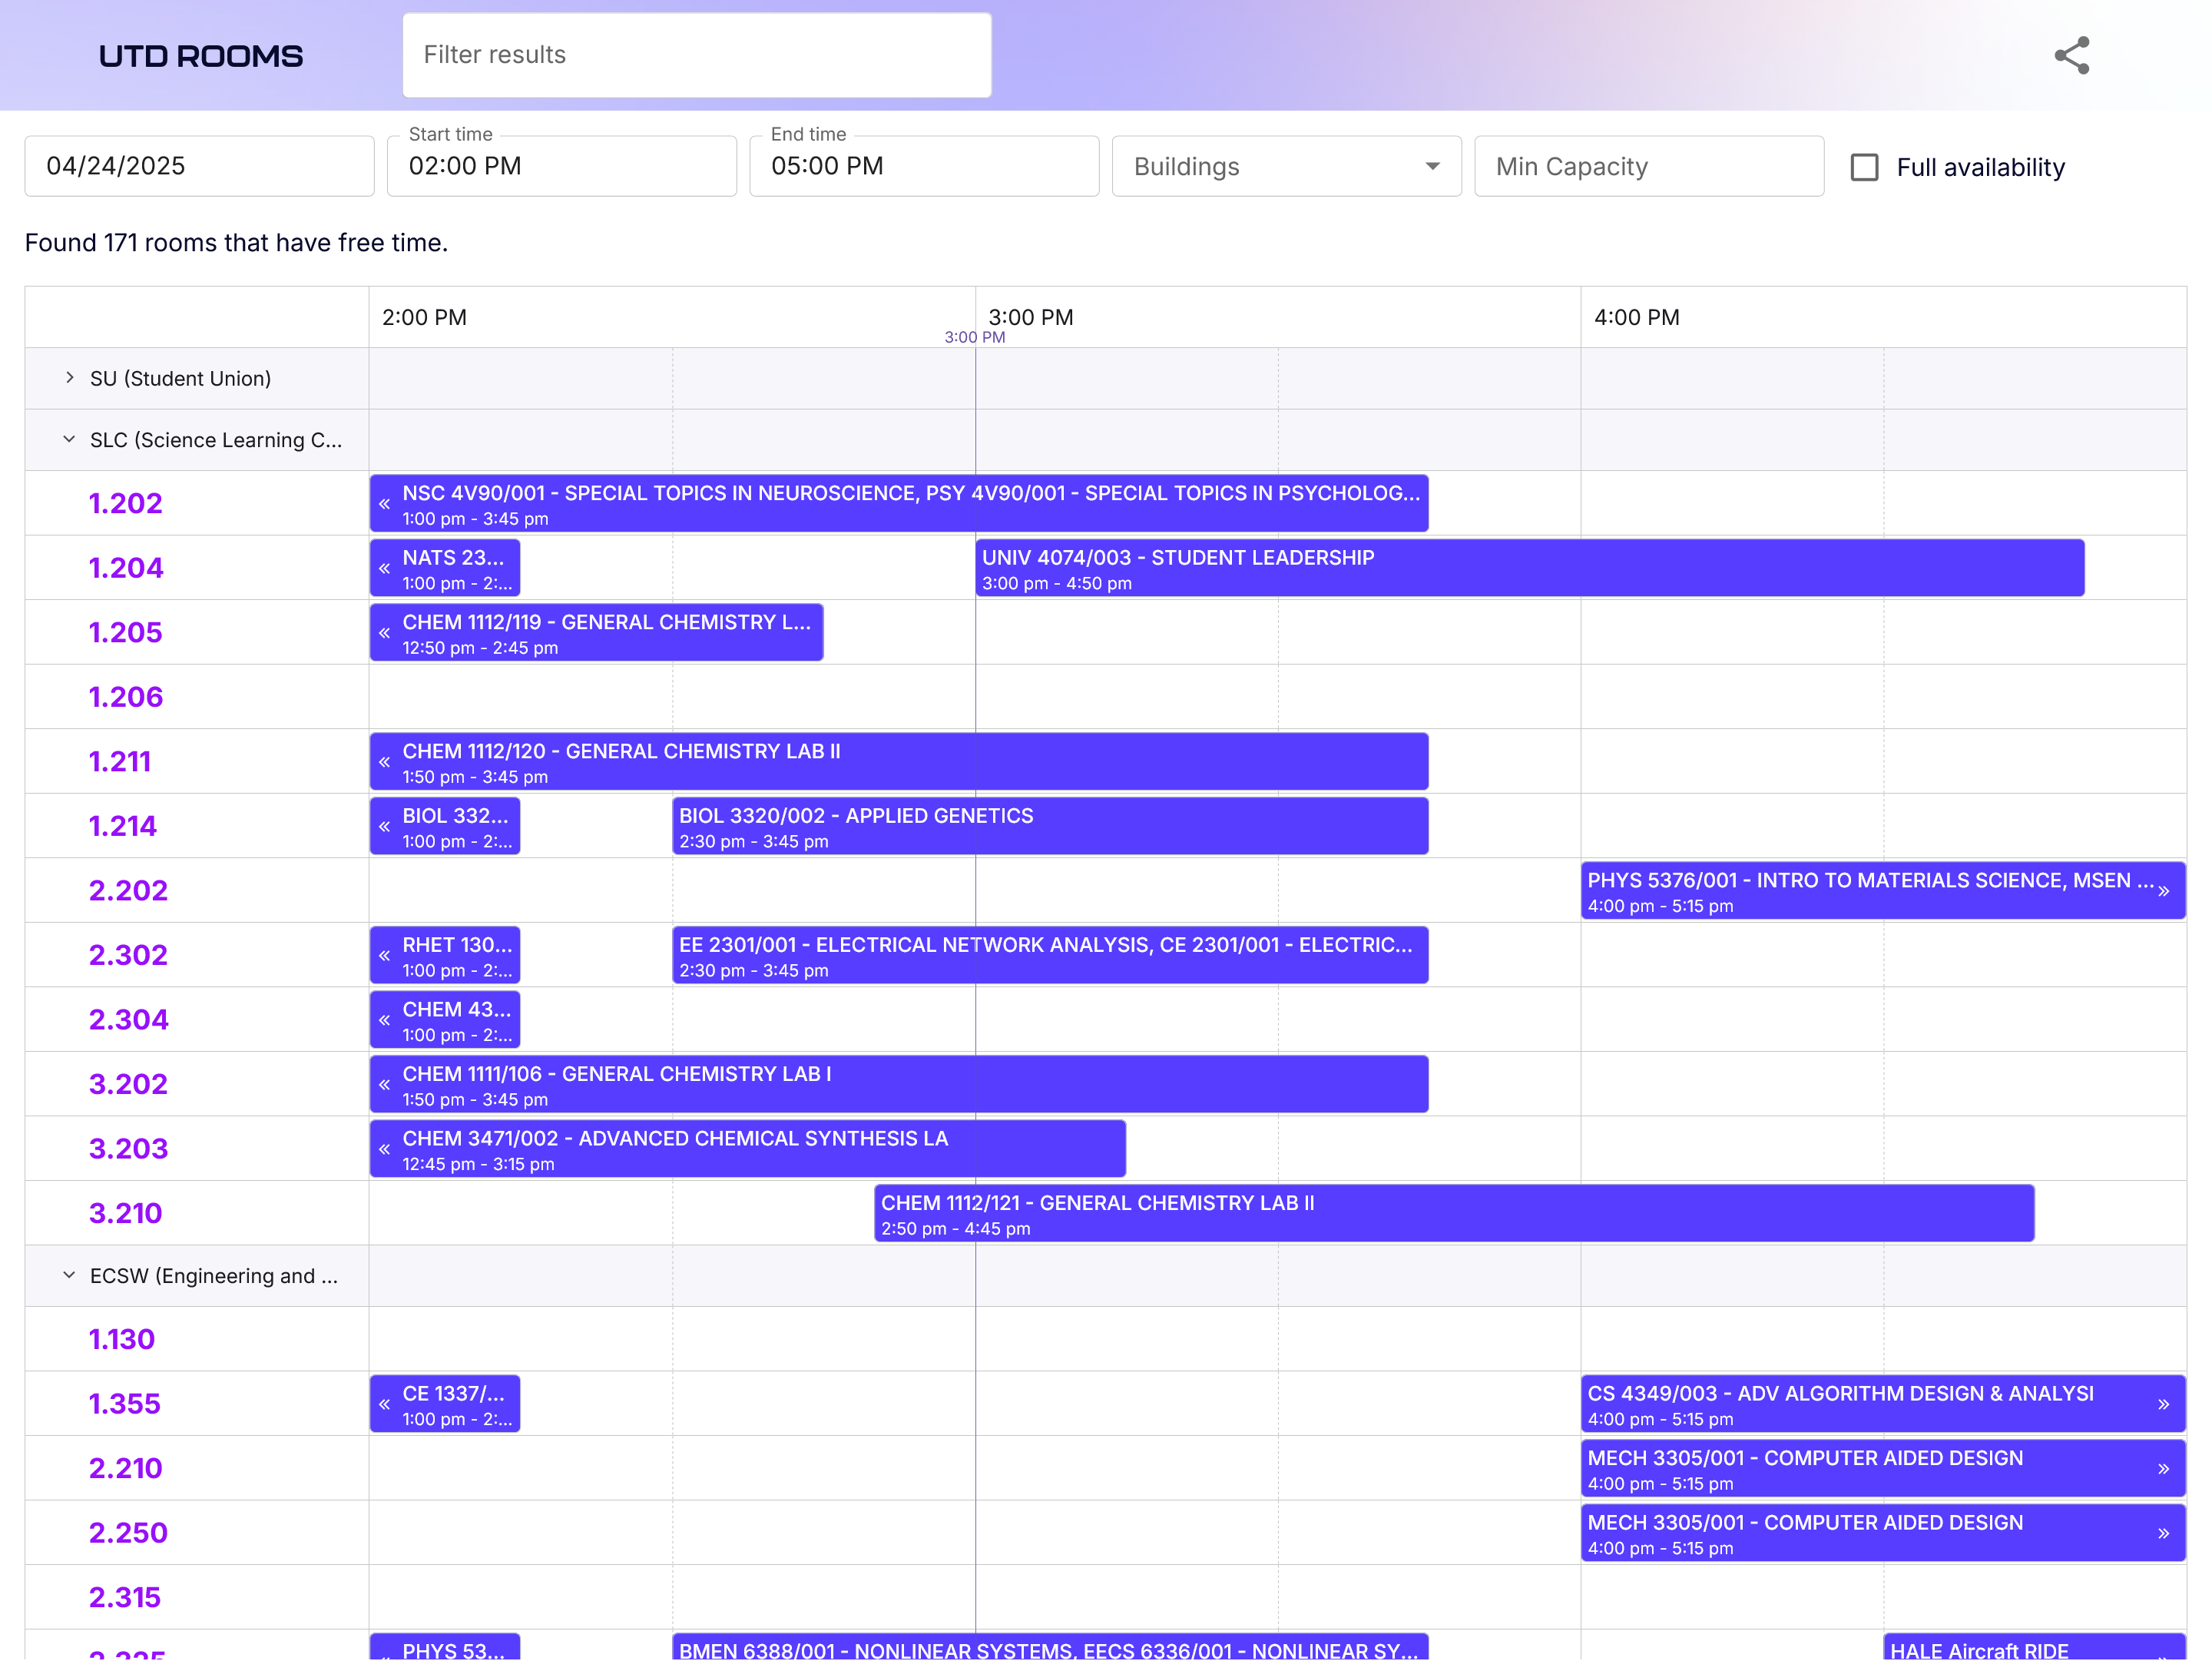 UTD ROOMS
Filter results
04/24/2025
Start time
02:00 PM
End time
05:00 PM
Buildings
Min Capacity
Full availability
Found 171 rooms that have free time.
2:00 PM
3:00 PM
4:00 PM
3:00 PM
SU (Student Union)
SLC (Science Learning C...
1.202
« NSC 4V90/001 - SPECIAL TOPICS IN NEUROSCIENCE, PSY 4V90/001 - SPECIAL TOPICS IN PSYCHOLOG...
1:00 pm - 3:45 pm
1.204
« NATS 23...
1:00 pm - 2:...
UNIV 4074/003 - STUDENT LEADERSHIP
3:00 pm - 4:50 pm
1.205
« CHEM 1112/119 - GENERAL CHEMISTRY L...
12:50 pm - 2:45 pm
1.206
1.211
« CHEM 1112/120 - GENERAL CHEMISTRY LAB II
1:50 pm - 3:45 pm
1.214
« BIOL 332...
1:00 pm - 2:...
BIOL 3320/002 - APPLIED GENETICS
2:30 pm - 3:45 pm
2.202
PHYS 5376/001 - INTRO TO MATERIALS SCIENCE, MSEN ... »
4:00 pm - 5:15 pm
2.302
« RHET 130...
1:00 pm - 2:...
EE 2301/001 - ELECTRICAL NETWORK ANALYSIS, CE 2301/001 - ELECTRIC...
2:30 pm - 3:45 pm
2.304
« CHEM 43...
1:00 pm - 2:...
3.202
« CHEM 1111/106 - GENERAL CHEMISTRY LAB I
1:50 pm - 3:45 pm
3.203
« CHEM 3471/002 - ADVANCED CHEMICAL SYNTHESIS LA
12:45 pm - 3:15 pm
3.210
CHEM 1112/121 - GENERAL CHEMISTRY LAB II
2:50 pm - 4:45 pm
ECSW (Engineering and ...
1.130
1.355
« CE 1337/...
1:00 pm - 2:...
CS 4349/003 - ADV ALGORITHM DESIGN & ANALYSI »
4:00 pm - 5:15 pm
2.210
MECH 3305/001 - COMPUTER AIDED DESIGN »
4:00 pm - 5:15 pm
2.250
MECH 3305/001 - COMPUTER AIDED DESIGN »
4:00 pm - 5:15 pm
2.315
2.325
PHYS 53...
BMEN 6388/001 - NONLINEAR SYSTEMS, EECS 6336/001 - NONLINEAR SY...
HALE Aircraft RIDE